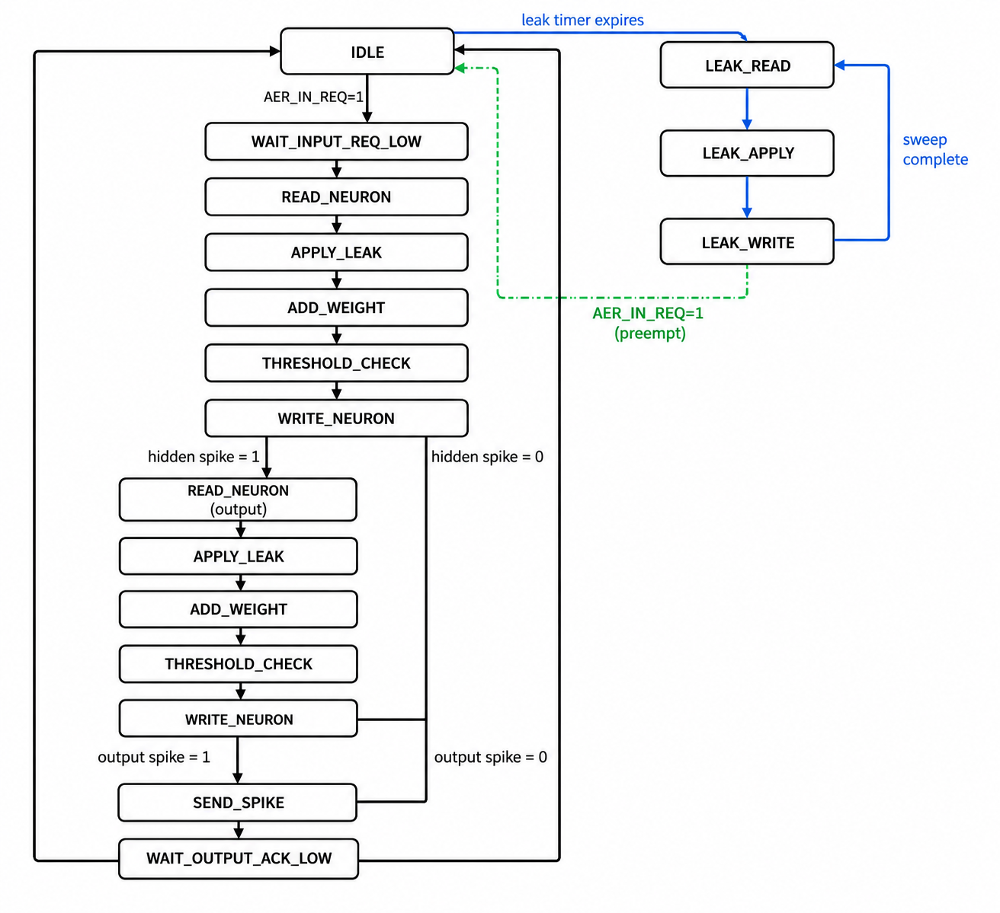 leak timer expires
IDLE
LEAK_READ
AER_IN_REQ=1
WAIT_INPUT_REQ_LOW
LEAK_APPLY
sweep
complete
READ_NEURON
LEAK_WRITE
APPLY_LEAK
ADD_WEIGHT
AER_IN_REQ=1
(preempt)
THRESHOLD_CHECK
WRITE_NEURON
hidden spike = 1
hidden spike = 0
READ_NEURON
(output)
APPLY_LEAK
ADD_WEIGHT
THRESHOLD_CHECK
WRITE_NEURON
output spike = 1
output spike = 0
SEND_SPIKE
WAIT_OUTPUT_ACK_LOW